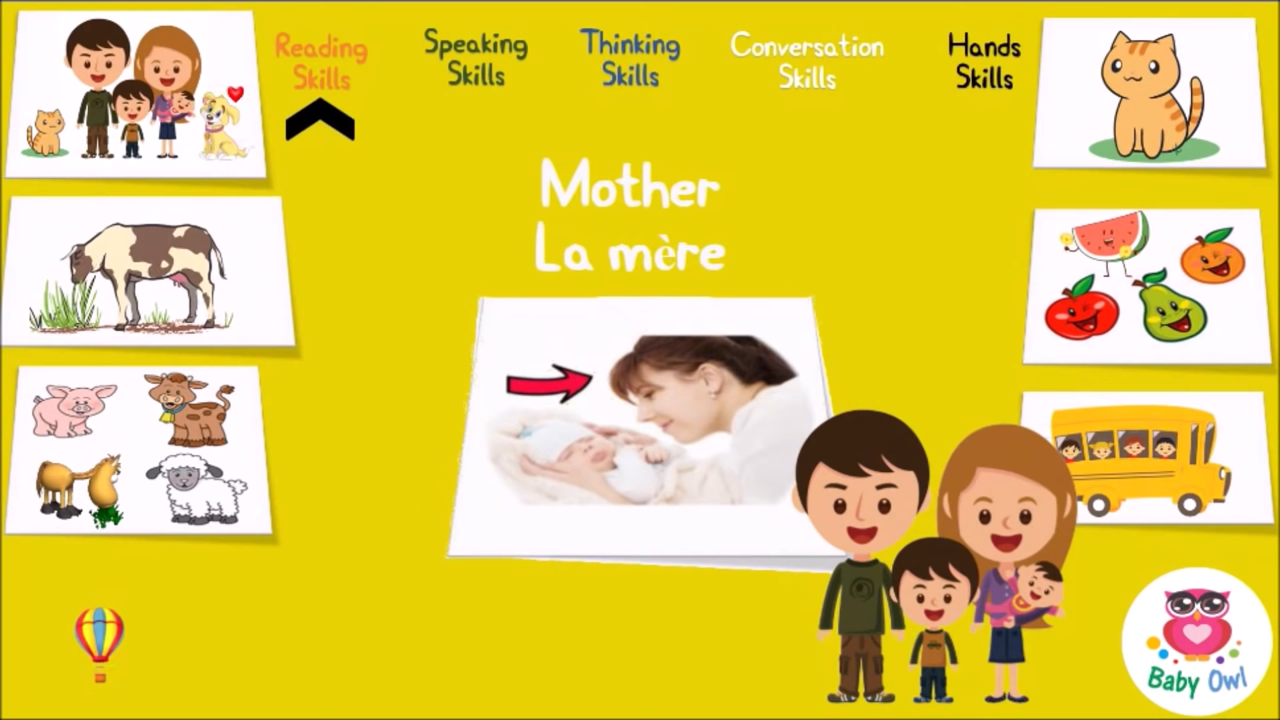 Reading
Skills
Speaking
Skills
Thinking
Skills
Conversation
Skills
Hands
Skills
Mother
La mère
Baby Owl